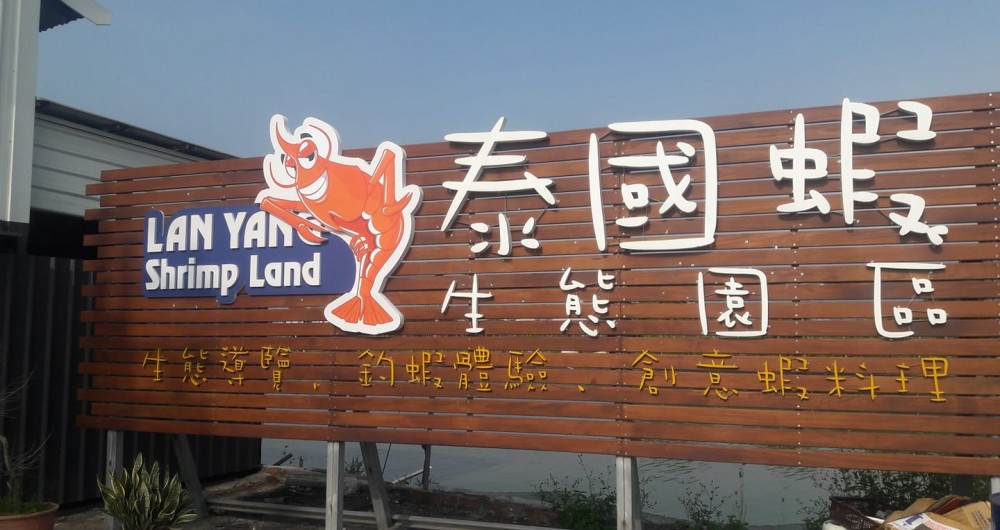 LAN YANG
Shrimp Land
泰國蝦
生態園區
生態導覽、釣蝦體驗、創意蝦料理